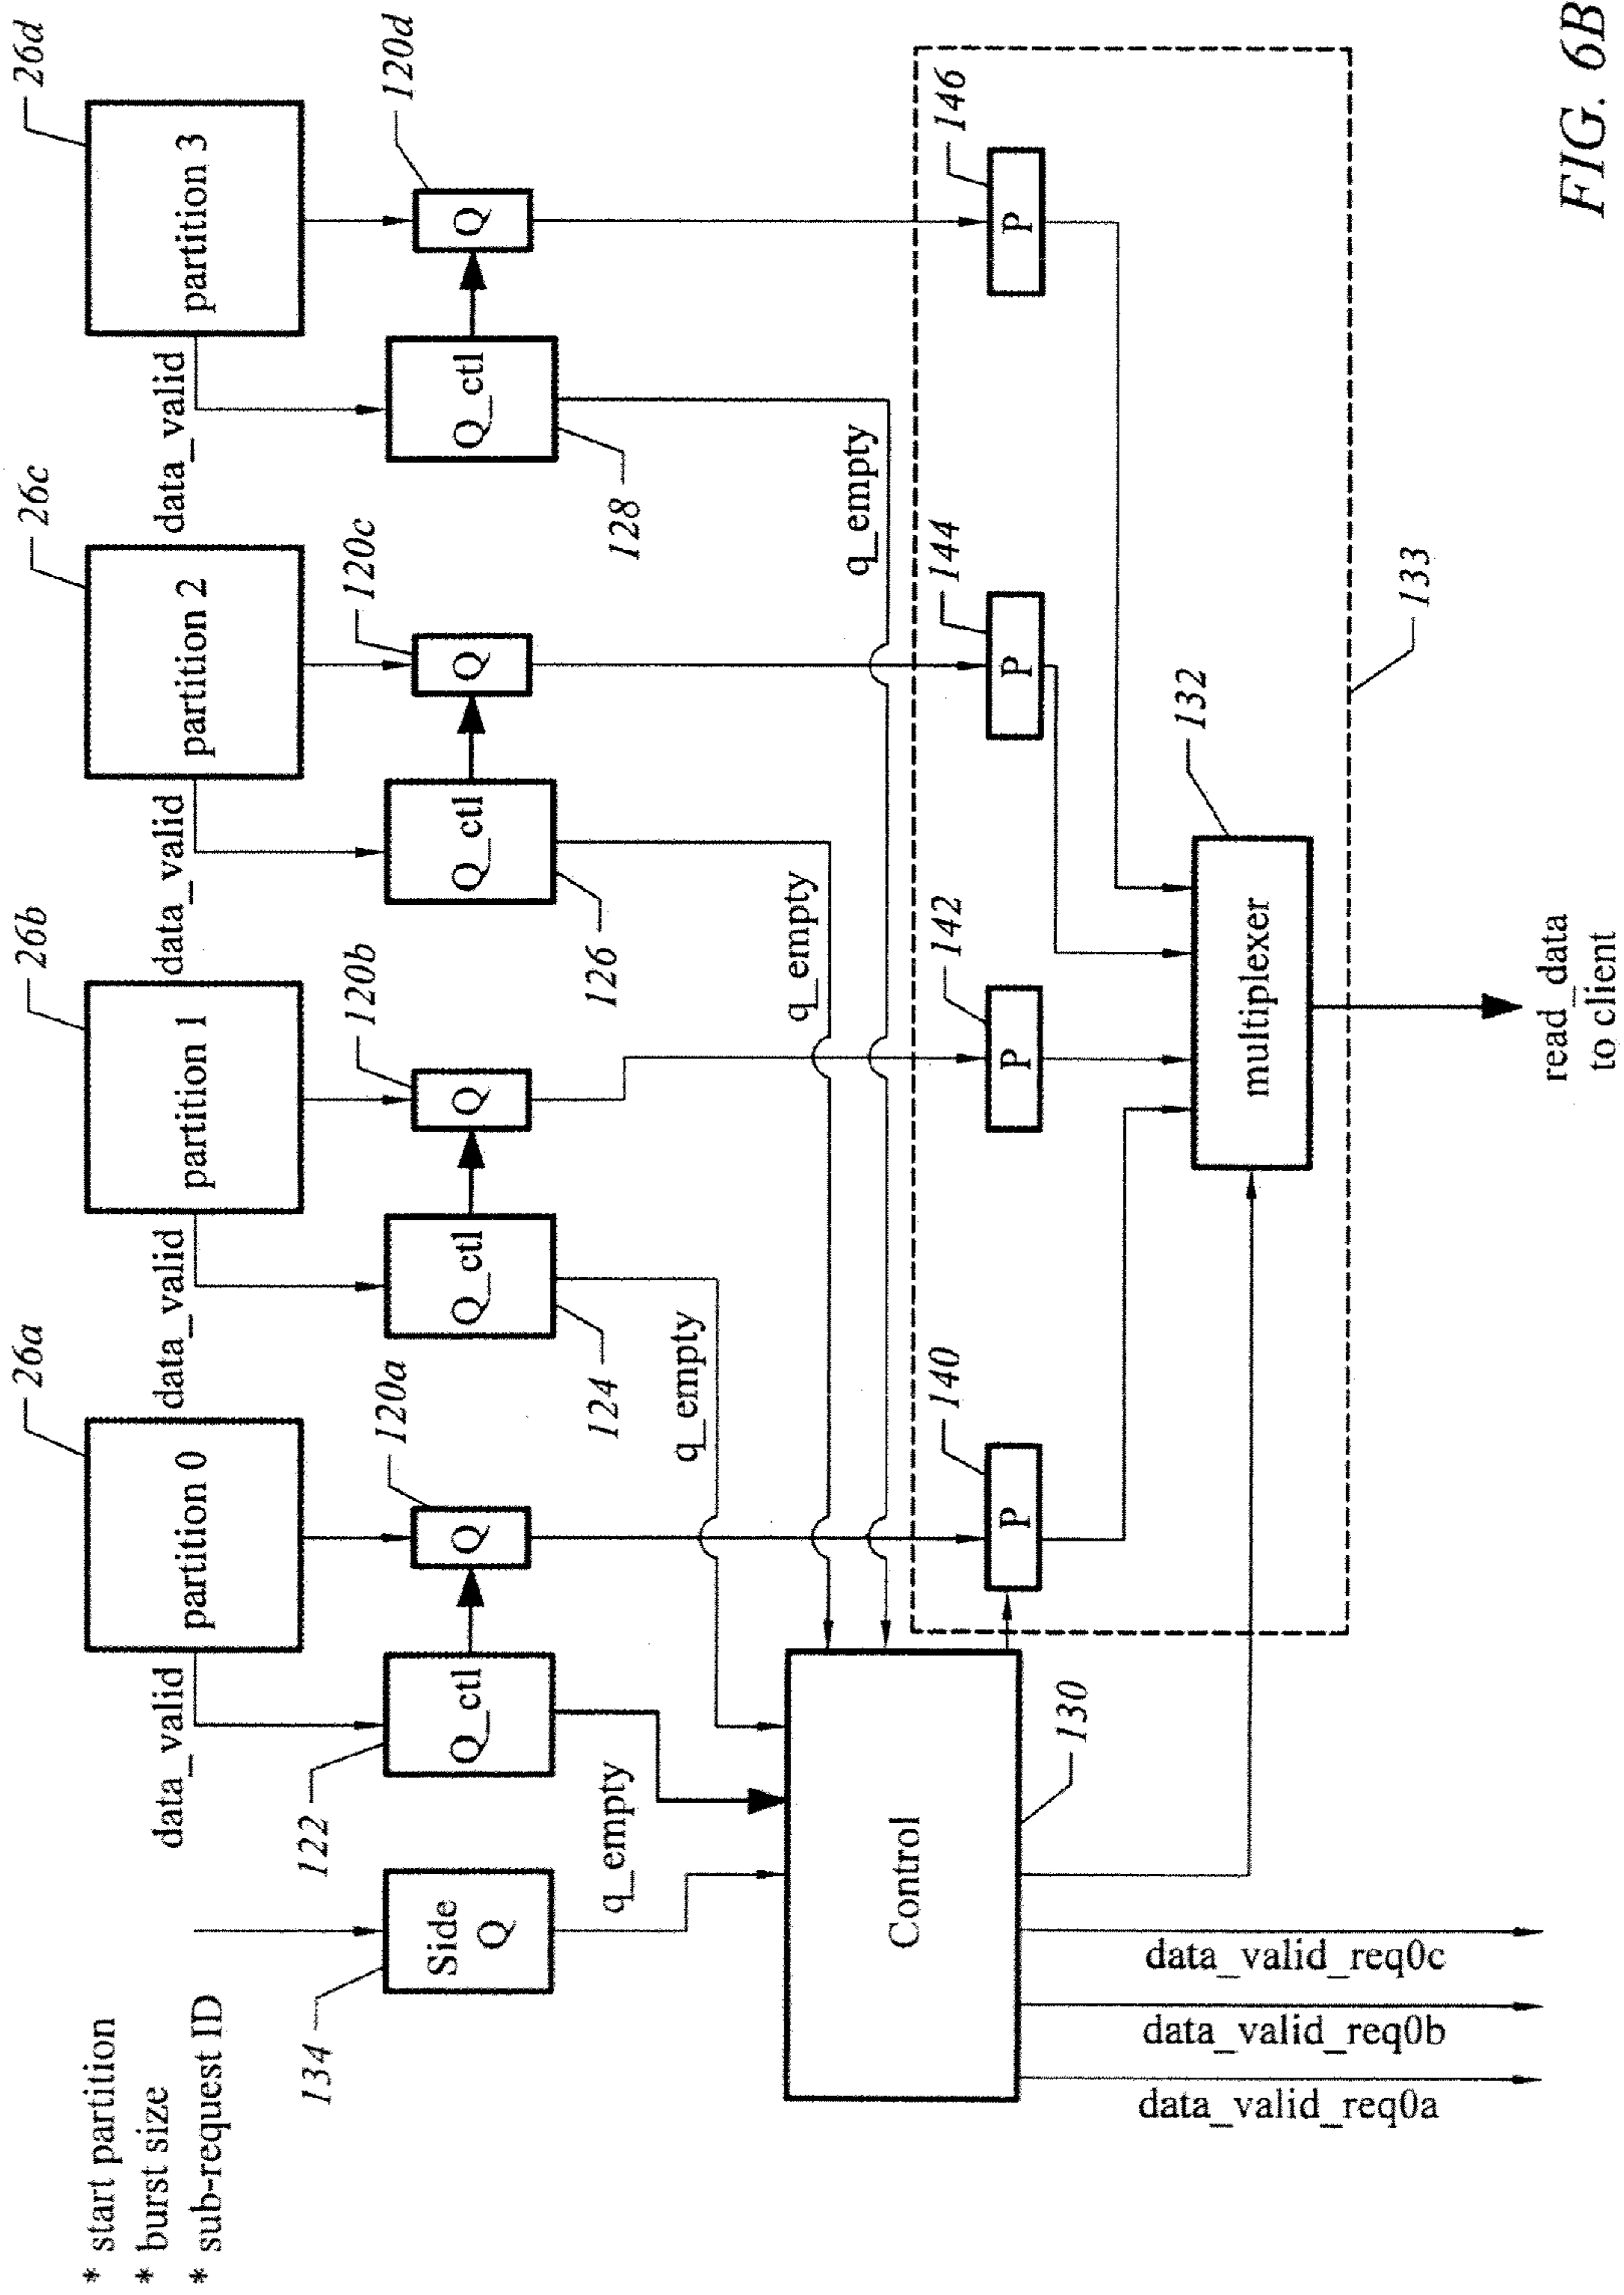 * start partition
* burst size
* sub-request ID
26a
26b
26c
26d
partition 0
partition 1
partition 2
partition 3
data_valid
data_valid
data_valid
data_valid
134
Side
Q
122
Q_ctl
120a
Q
124
Q_ctl
120b
Q
126
Q_ctl
120c
Q
128
Q_ctl
120d
Q
q_empty
q_empty
q_empty
q_empty
Control
130
140
P
142
P
144
P
146
P
multiplexer
132
133
data_valid_req0a
data_valid_req0b
data_valid_req0c
read_data
to client
FIG. 6B